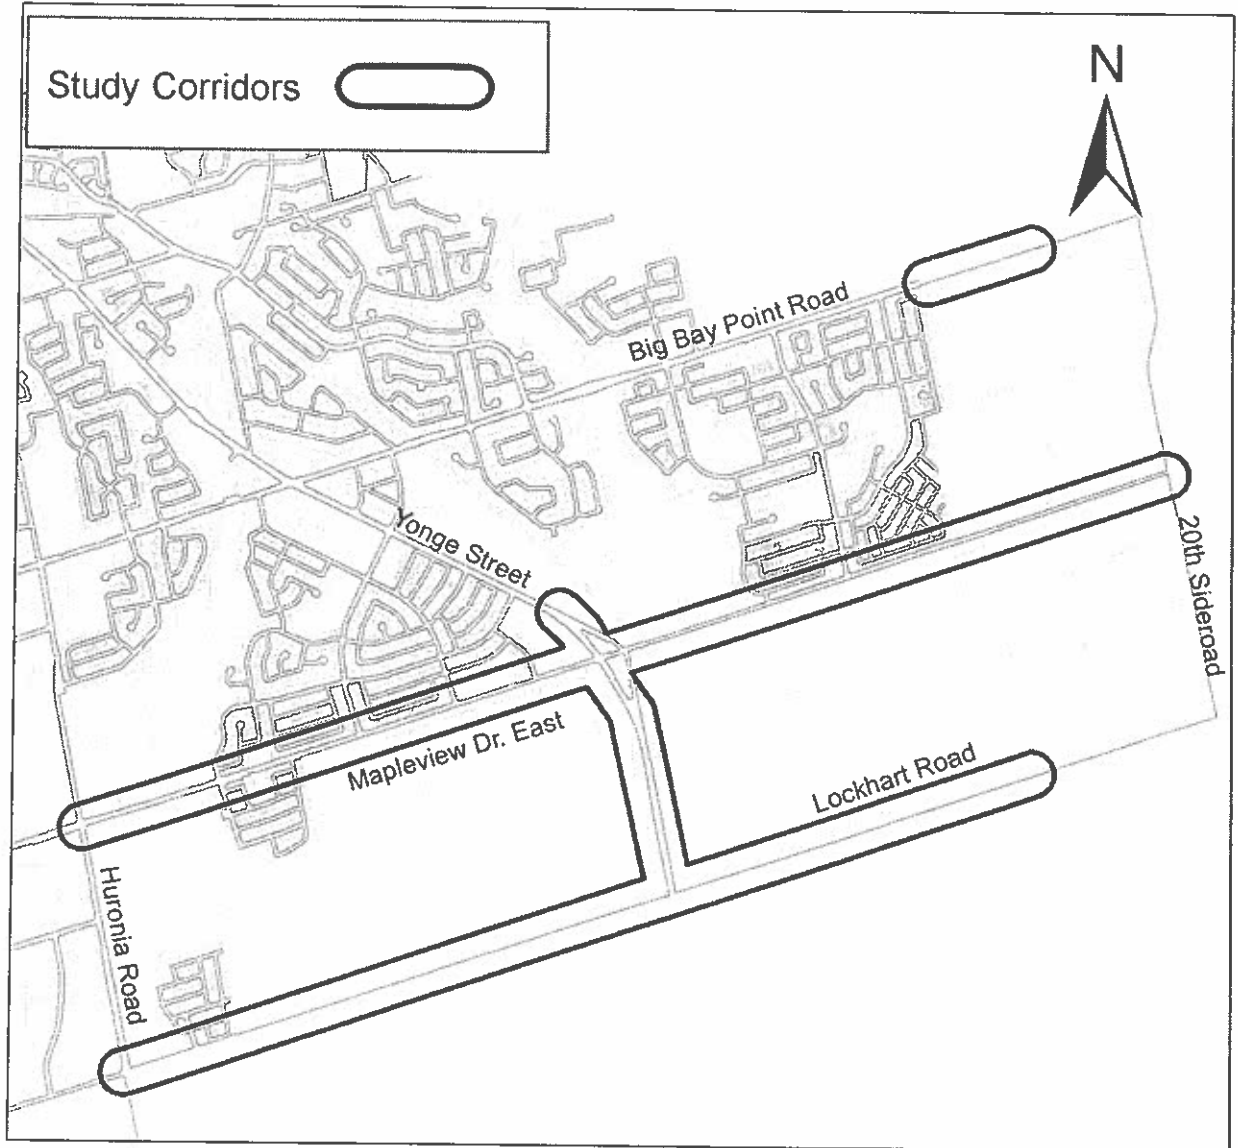 Study Corridors
N
Big Bay Point Road
Yonge Street
20th Sideroad
Mapleview Dr. East
Lockhart Road
Huronia Road